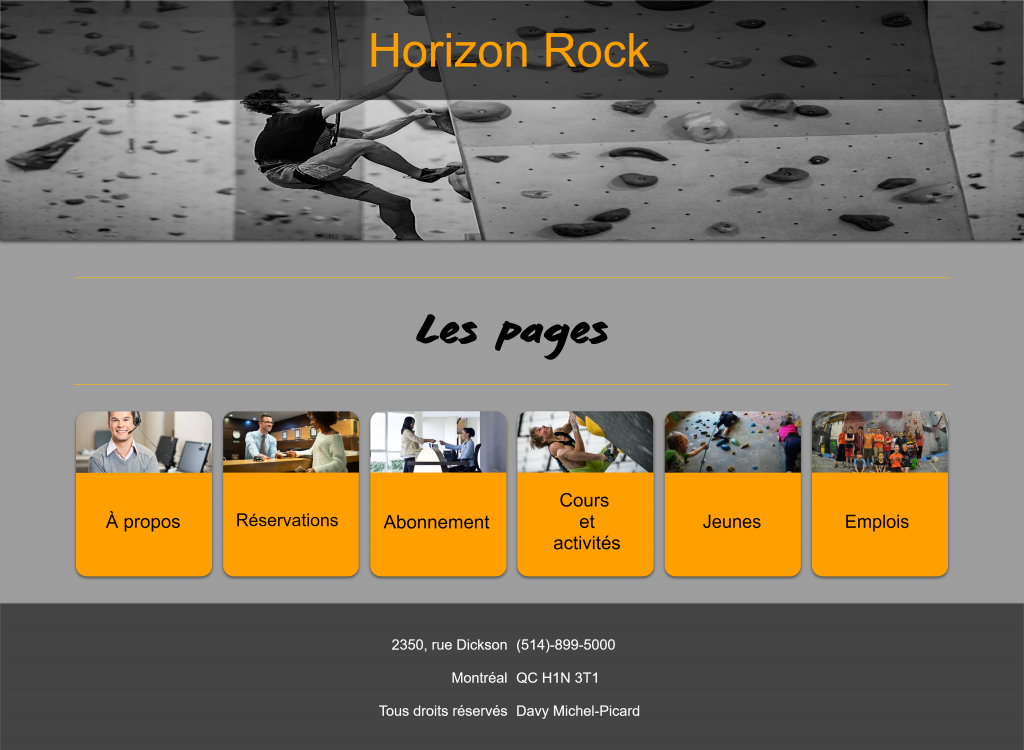 Horizon Rock
Les pages
À propos
Réservations
Abonnement
Cours
et
activités
Jeunes
Emplois
2350, rue Dickson (514)-899-5000
Montréal QC H1N 3T1
Tous droits réservés Davy Michel-Picard